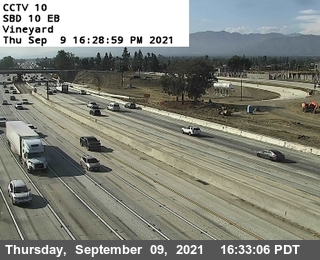 CCTV 10
SBD 10 EB
Vineyard
Thu Sep  9 16:28:59 PM 2021
Thursday, September 09, 2021 16:33:06 PDT